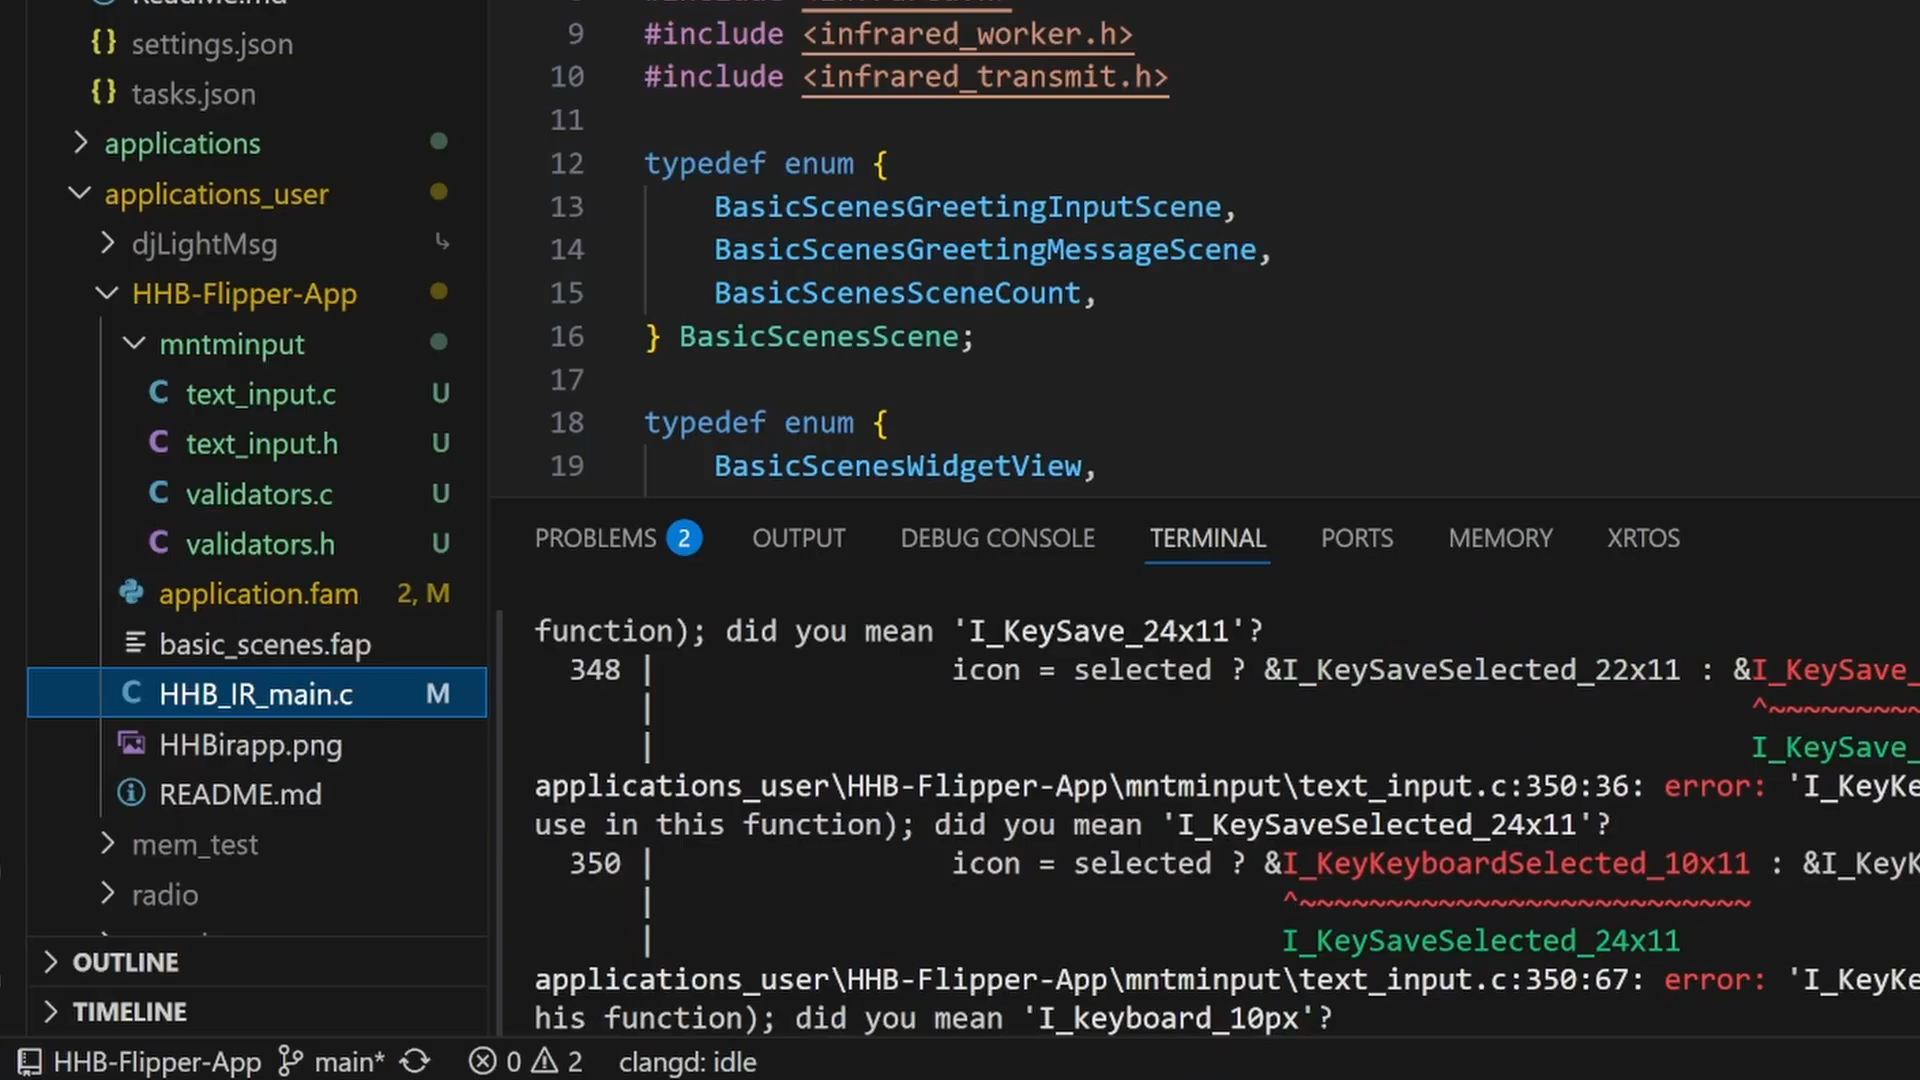 settings.json
tasks.json
applications
applications_user
djLightMsg
HHB-Flipper-App
mntminput
text_input.c U
text_input.h U
validators.c U
validators.h U
application.fam 2, M
basic_scenes.fap
HHB_IR_main.c M
HHBirapp.png
README.md
mem_test
radio
OUTLINE
TIMELINE
9 #include <infrared_worker.h>
10 #include <infrared_transmit.h>
11
12 typedef enum {
13 BasicScenesGreetingInputScene,
14 BasicScenesGreetingMessageScene,
15 BasicScenesSceneCount,
16 } BasicScenesScene;
17
18 typedef enum {
19 BasicScenesWidgetView,
PROBLEMS 2 OUTPUT DEBUG CONSOLE TERMINAL PORTS MEMORY XRTOS
function); did you mean 'I_KeySave_24x11'?
348 | icon = selected ? &I_KeySaveSelected_22x11 : &I_KeySave_
| ^~~~~~~~~~
| I_KeySave_
applications_user\HHB-Flipper-App\mntminput\text_input.c:350:36: error: 'I_KeyKe
use in this function); did you mean 'I_KeySaveSelected_24x11'?
350 | icon = selected ? &I_KeyKeyboardSelected_10x11 : &I_KeyK
| ^~~~~~~~~~~~~~~~~~~~~~~~~~~
| I_KeySaveSelected_24x11
applications_user\HHB-Flipper-App\mntminput\text_input.c:350:67: error: 'I_KeyKe
his function); did you mean 'I_keyboard_10px'?
HHB-Flipper-App main* 0 2 clangd: idle